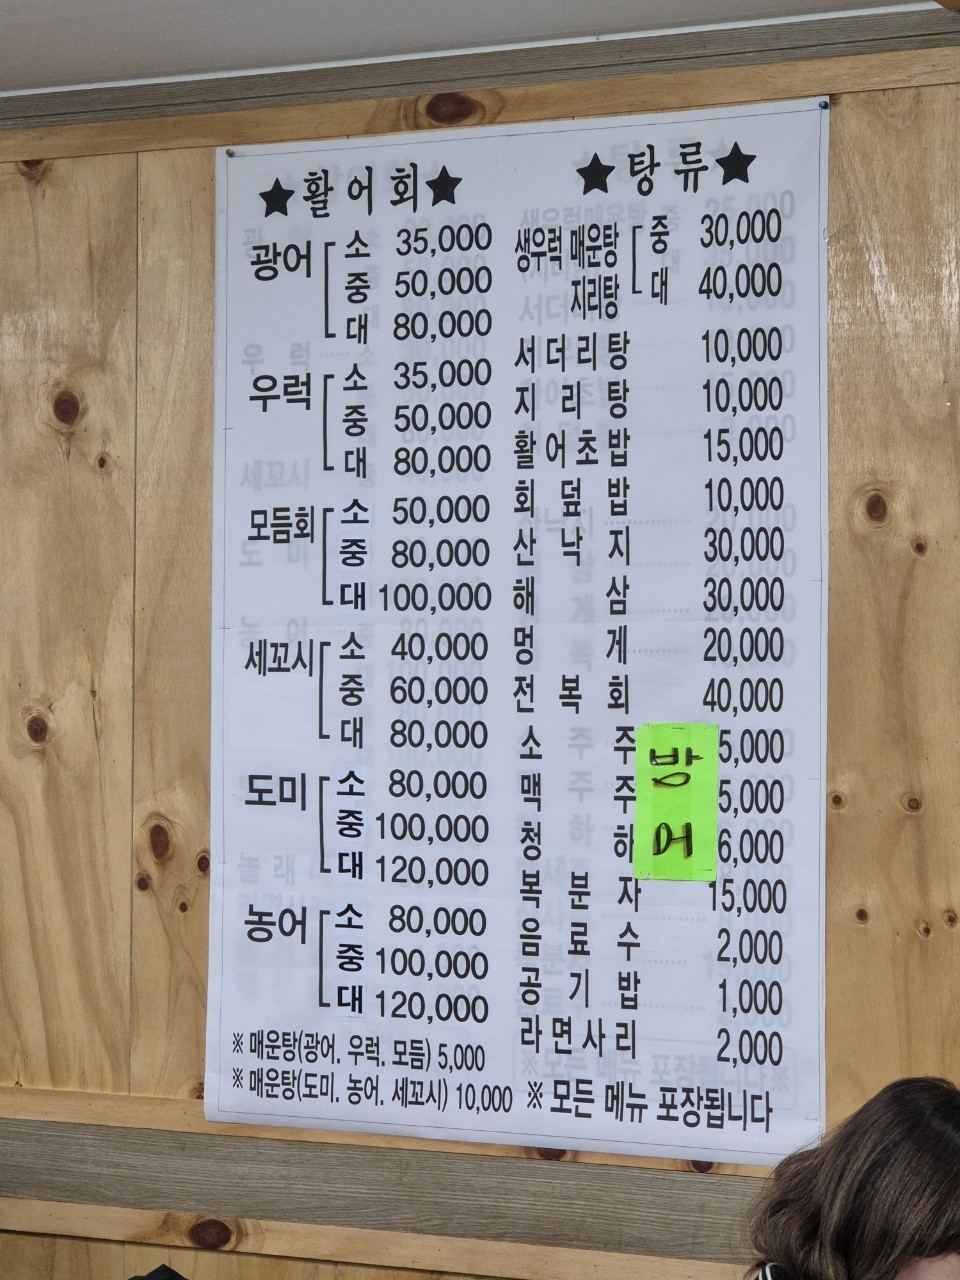 ★활어회★
광어 소 35,000
중 50,000
대 80,000
우럭 소 35,000
중 50,000
대 80,000
모듬회 소 50,000
중 80,000
대 100,000
세꼬시 소 40,000
중 60,000
대 80,000
도미 소 80,000
중 100,000
대 120,000
농어 소 80,000
중 100,000
대 120,000
※ 매운탕(광어. 우럭. 모듬) 5,000
※ 매운탕(도미. 농어. 세꼬시) 10,000
★탕류★
생우럭 매운탕 중 30,000
지리탕 대 40,000
서더리탕 10,000
지리탕 10,000
활어초밥 15,000
회덮밥 10,000
산낙지 30,000
해삼 30,000
멍게 20,000
전복회 40,000
소주 5,000
맥주 5,000
청하 6,000
복분자 15,000
음료수 2,000
공기밥 1,000
라면사리 2,000
※ 모든 메뉴 포장됩니다
방
어